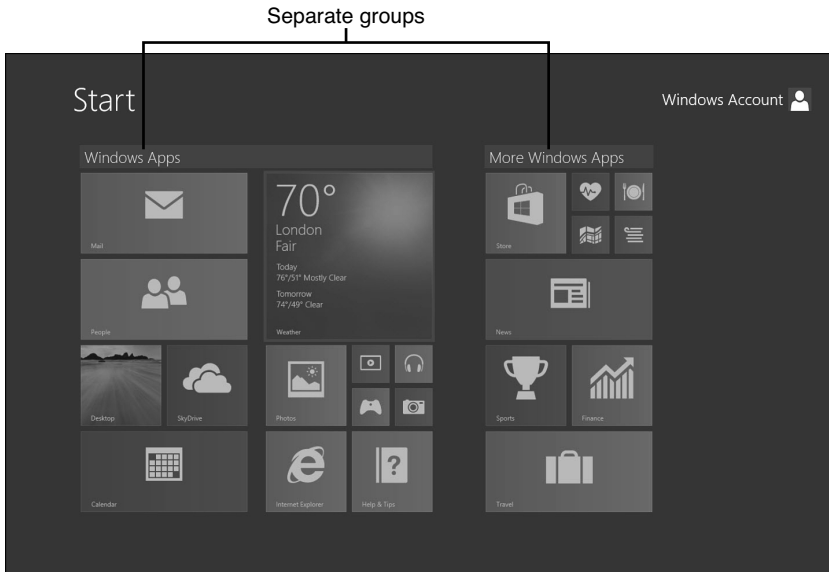 Separate groups
Start
Windows Account
Windows Apps
More Windows Apps
Mail
70°
London
Fair
Today
76°/51° Mostly Clear
Tomorrow
74°/49° Clear
Weather
Store
People
News
Desktop
SkyDrive
Photos
Sports
Finance
Calendar
Internet Explorer
?
Help & Tips
Travel